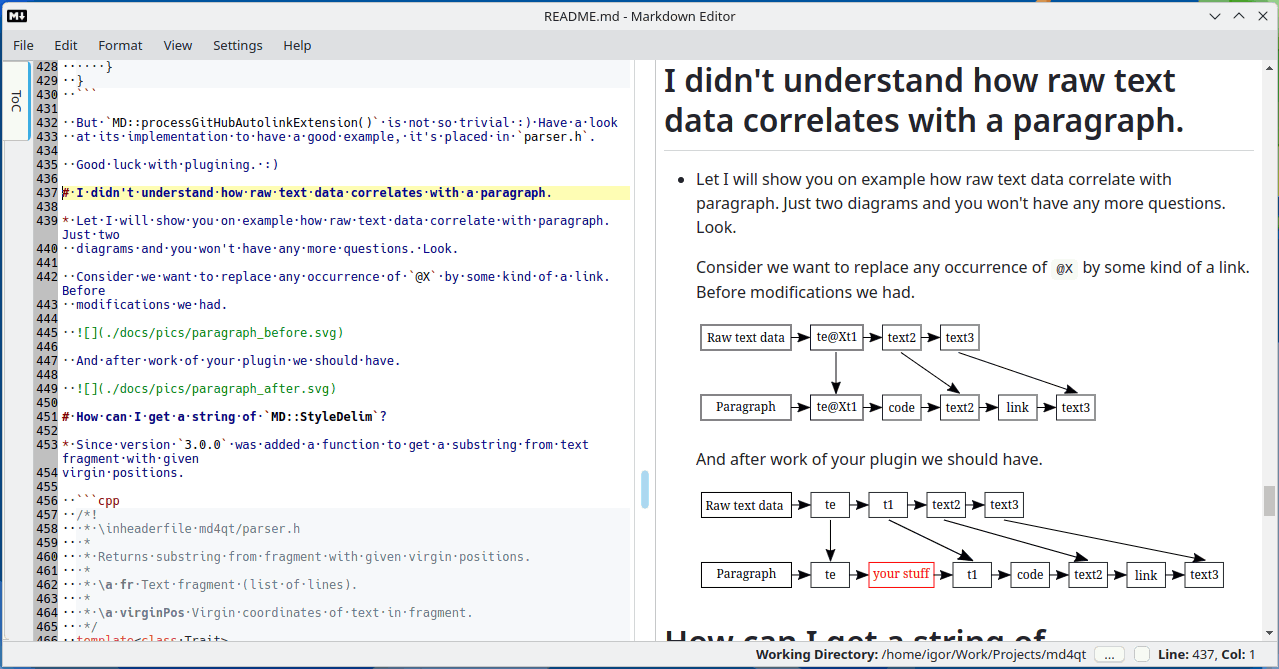 README.md - Markdown Editor
File Edit Format View Settings Help
ToC
428 ······}
429 ··}
430 ··```
431
432 ··But·`MD::processGitHubAutolinkExtension()`·is·not·so·trivial·:)·Have·a·look
433 ··at·its·implementation·to·have·a·good·example,·it's·placed·in·`parser.h`.
434
435 ··Good·luck·with·plugining.·:)
436
437 #·I·didn't·understand·how·raw·text·data·correlates·with·a·paragraph.
438
439 *·Let·I·will·show·you·on·example·how·raw·text·data·correlate·with·paragraph.
Just·two
440 ··diagrams·and·you·won't·have·any·more·questions.·Look.
441
442 ··Consider·we·want·to·replace·any·occurrence·of·`@X`·by·some·kind·of·a·link.
Before
443 ··modifications·we·had.
444
445 ··![](./docs/pics/paragraph_before.svg)
446
447 ··And·after·work·of·your·plugin·we·should·have.
448
449 ··![](./docs/pics/paragraph_after.svg)
450
451 #·How·can·I·get·a·string·of·`MD::StyleDelim`?
452
453 *·Since·version·`3.0.0`·was·added·a·function·to·get·a·substring·from·text
fragment·with·given
454 virgin·positions.
455
456 ··```cpp
457 ··/*!
458 ···*·\inheaderfile·md4qt/parser.h
459 ···*
460 ···*·Returns·substring·from·fragment·with·given·virgin·positions.
461 ···*
462 ···*·\a·fr·Text·fragment·(list·of·lines).
463 ···*
464 ···*·\a·virginPos·Virgin·coordinates·of·text·in·fragment.
465 ···*/
466 ··template<class·Trait>
I didn't understand how raw text
data correlates with a paragraph.
• Let I will show you on example how raw text data correlate with
paragraph. Just two diagrams and you won't have any more questions.
Look.
Consider we want to replace any occurrence of @X by some kind of a link.
Before modifications we had.
Raw text data te@Xt1 text2 text3
Paragraph te@Xt1 code text2 link text3
And after work of your plugin we should have.
Raw text data te t1 text2 text3
Paragraph te your stuff t1 code text2 link text3
How can I get a string of
Working Directory: /home/igor/Work/Projects/md4qt ... Line: 437, Col: 1